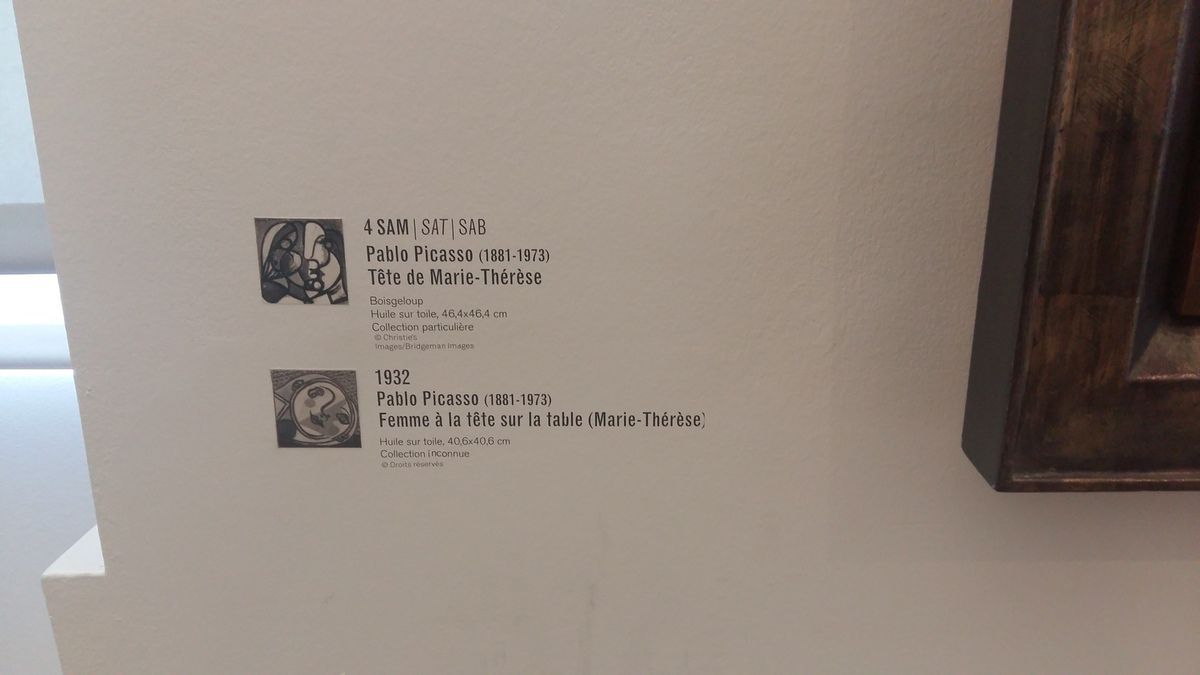 4 SAM | SAT | SAB
Pablo Picasso (1881-1973)
Tête de Marie-Thérèse
Boisgeloup
Huile sur toile, 46,4x46,4 cm
Collection particulière
© Christie's
Images/Bridgeman Images
1932
Pablo Picasso (1881-1973)
Femme à la tête sur la table (Marie-Thérèse)
Huile sur toile, 40,6x40,6 cm
Collection inconnue
© Droits réservés